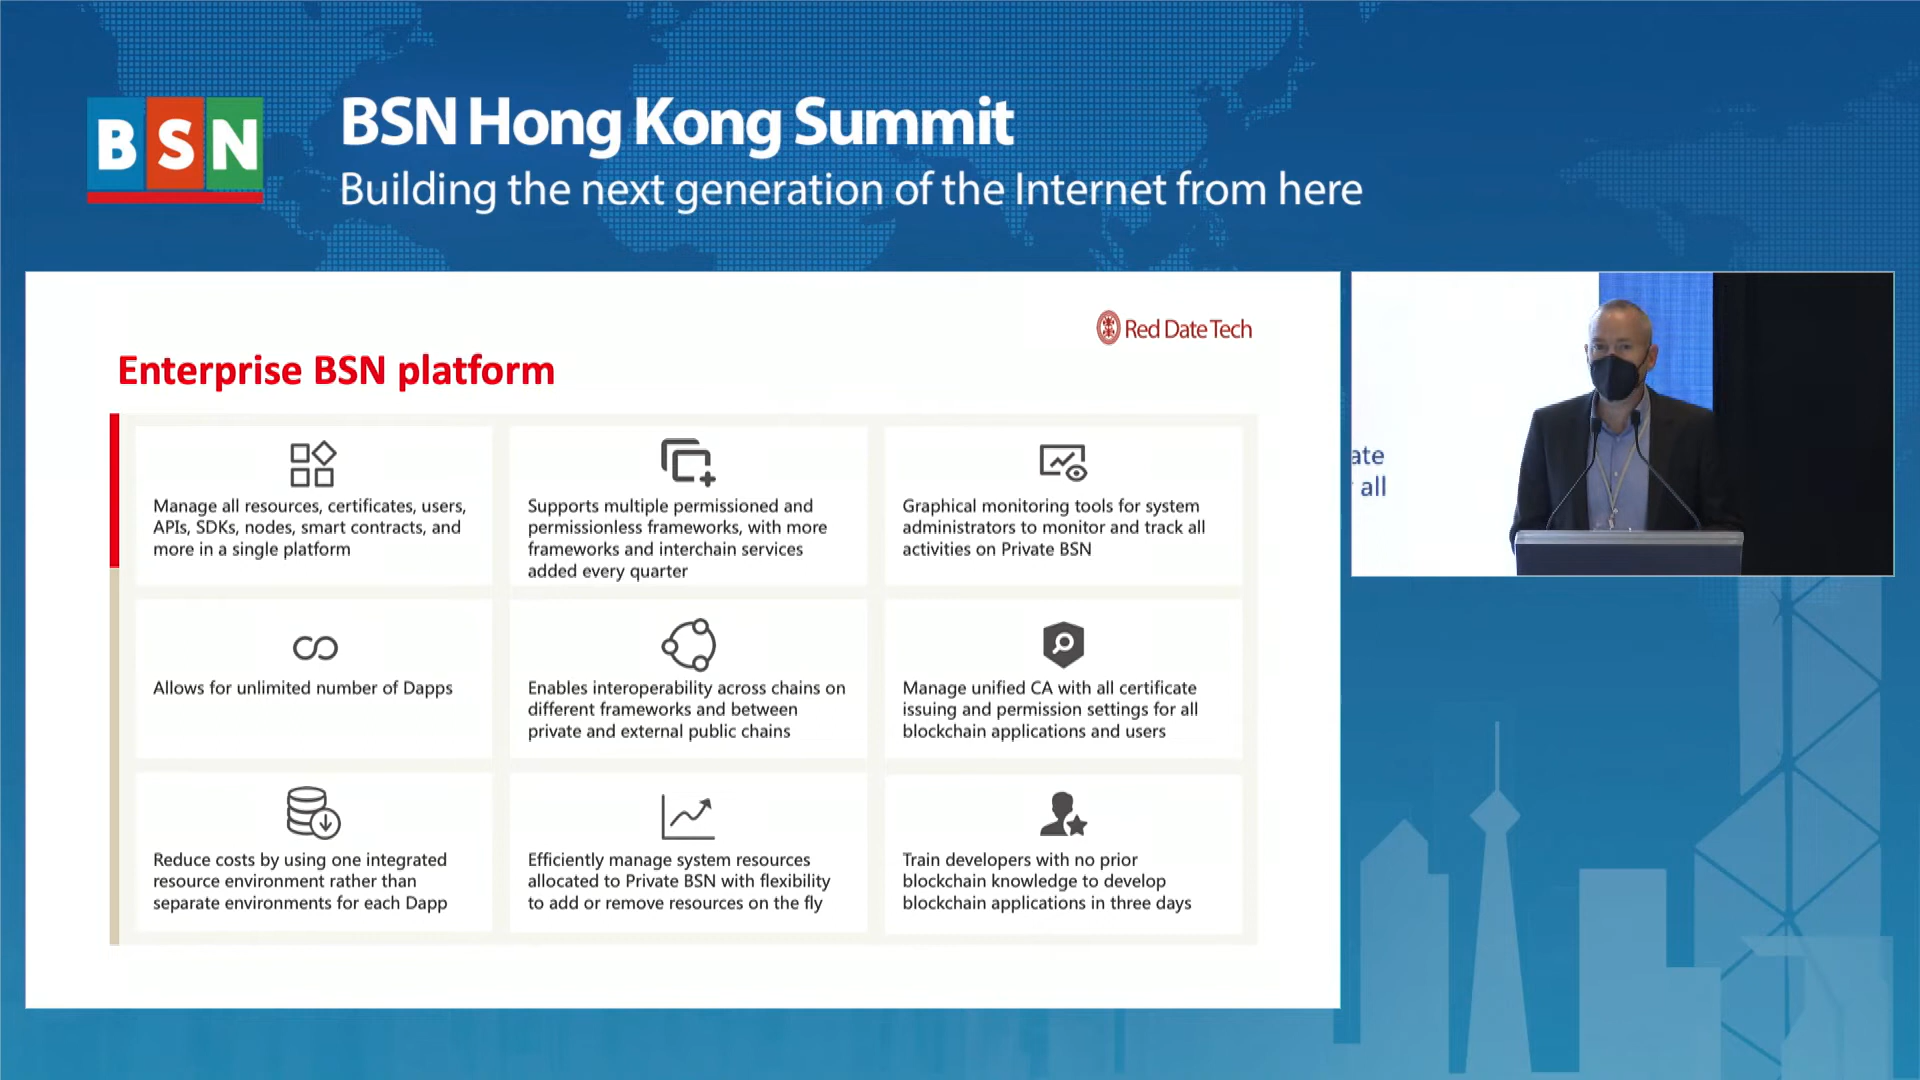 BSN
BSN Hong Kong Summit
Building the next generation of the Internet from here
Red Date Tech
Enterprise BSN platform
Manage all resources, certificates, users,
APIs, SDKs, nodes, smart contracts, and
more in a single platform
Supports multiple permissioned and
permissionless frameworks, with more
frameworks and interchain services
added every quarter
Graphical monitoring tools for system
administrators to monitor and track all
activities on Private BSN
Allows for unlimited number of Dapps
Enables interoperability across chains on
different frameworks and between
private and external public chains
Manage unified CA with all certificate
issuing and permission settings for all
blockchain applications and users
Reduce costs by using one integrated
resource environment rather than
separate environments for each Dapp
Efficiently manage system resources
allocated to Private BSN with flexibility
to add or remove resources on the fly
Train developers with no prior
blockchain knowledge to develop
blockchain applications in three days
ate
all